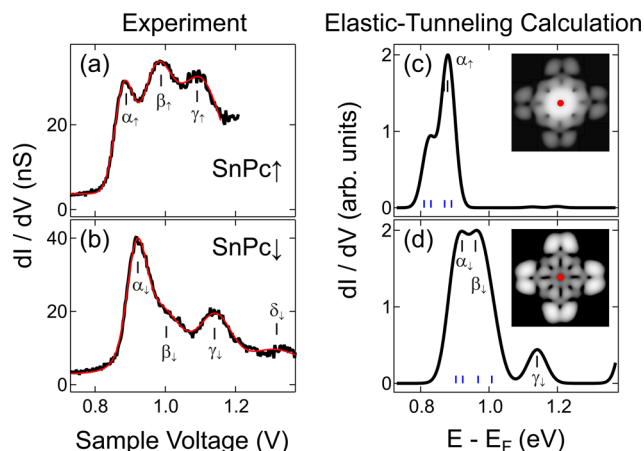 Experiment
Elastic-Tunneling Calculation
(a)
α↑
β↑
γ↑
SnPc↑
20
0
(b)
α↓
β↓
γ↓
δ↓
SnPc↓
40
20
0
0.8
1.0
1.2
Sample Voltage (V)
dI / dV (nS)
(c)
α↑
2
1
0
(d)
α↓
β↓
γ↓
2
1
0
0.8
1.0
1.2
E - EF (eV)
dI / dV (arb. units)